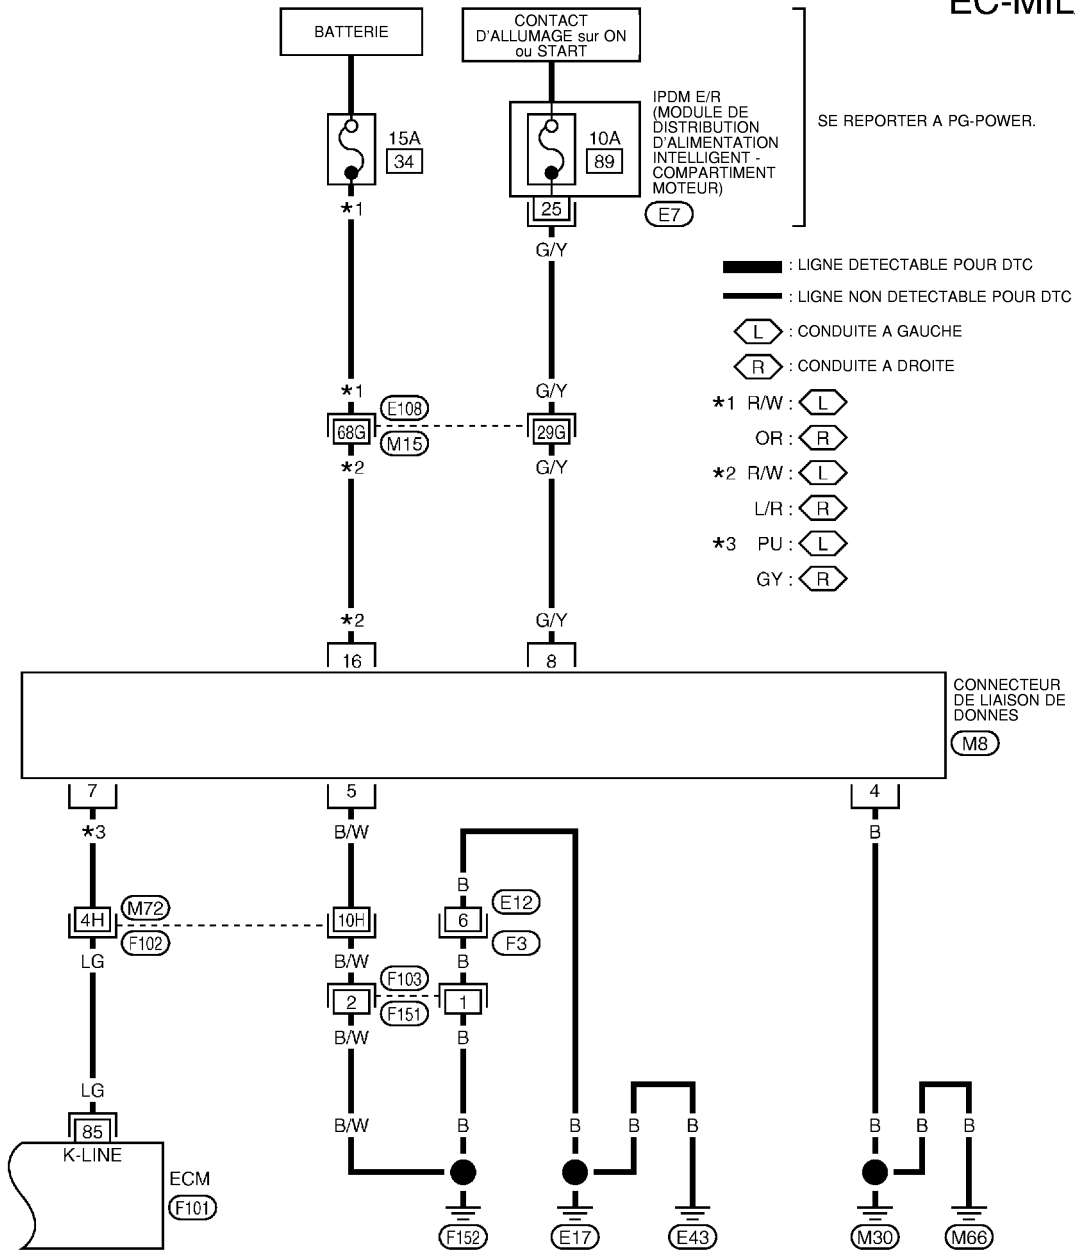 EC-MIL
BATTERIE
CONTACT
D'ALLUMAGE sur ON
ou START
IPDM E/R
(MODULE DE
DISTRIBUTION
D'ALIMENTATION
INTELLIGENT -
COMPARTIMENT
MOTEUR)
E7
SE REPORTER A PG-POWER.
15A
34
10A
89
25
*1
G/Y
: LIGNE DETECTABLE POUR DTC
: LIGNE NON DETECTABLE POUR DTC
L : CONDUITE A GAUCHE
R : CONDUITE A DROITE
*1 R/W : L
OR : R
*2 R/W : L
L/R : R
*3 PU : L
GY : R
*1
G/Y
E108
68G
29G
M15
*2
G/Y
*2
G/Y
16
8
CONNECTEUR
DE LIAISON DE
DONNES
M8
7
5
4
*3
B/W
B
B
4H
M72
F102
10H
6
E12
F3
LG
B/W
B
F103
2
1
F151
B/W
B
LG
B/W
B
B
B
B
B
B
85
K-LINE
ECM
F101
F152
E17
E43
M30
M66